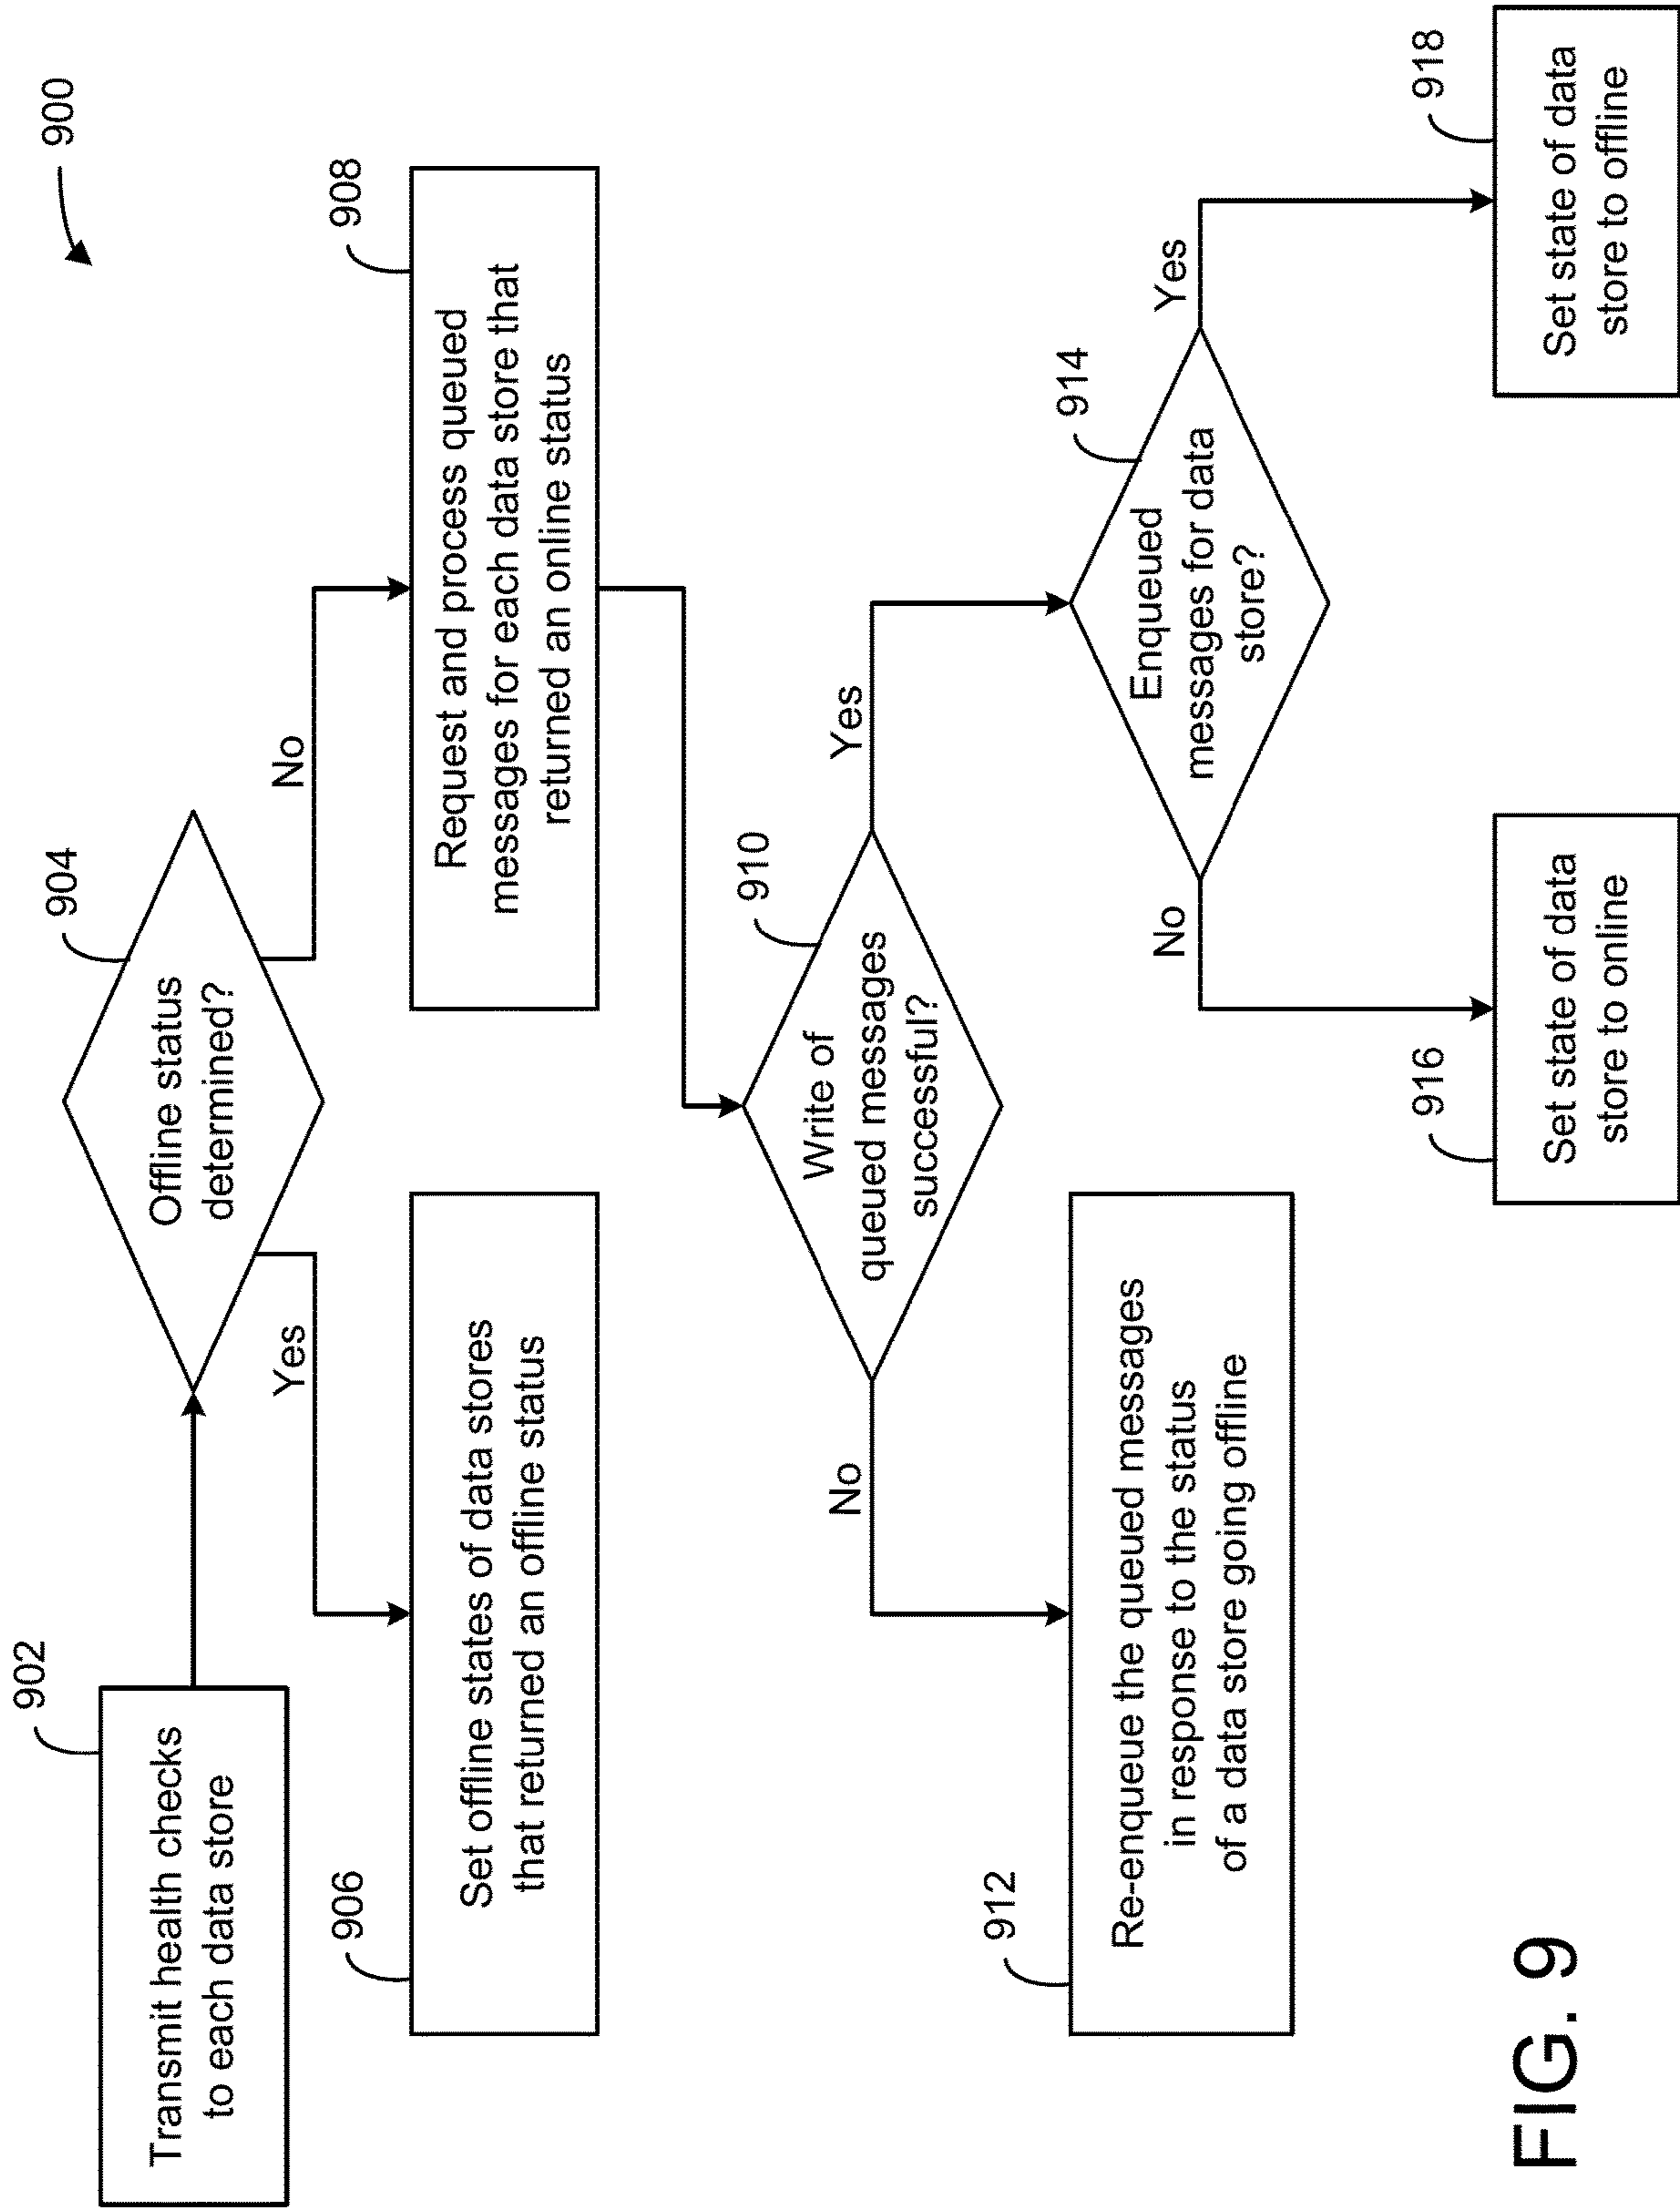 900
902
Transmit health checks
to each data store
904
Offline status
determined?
Yes
No
906
Set offline states of data stores
that returned an offline status
908
Request and process queued
messages for each data store that
returned an online status
910
Write of
queued messages
successful?
No
Yes
912
Re-enqueue the queued messages
in response to the status
of a data store going offline
914
Enqueued
messages for data
store?
No
Yes
916
Set state of data
store to online
918
Set state of data
store to offline
FIG. 9